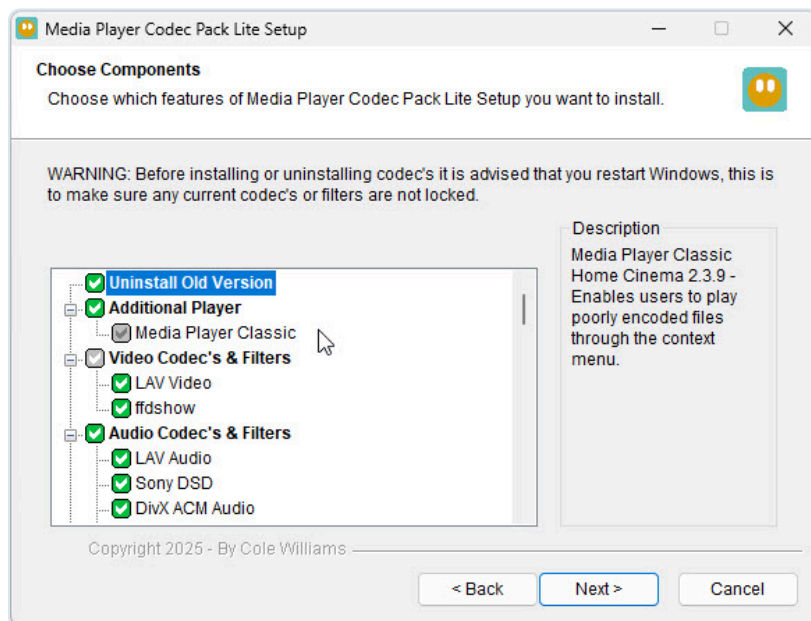 Media Player Codec Pack Lite Setup
Choose Components
Choose which features of Media Player Codec Pack Lite Setup you want to install.
WARNING: Before installing or uninstalling codec's it is advised that you restart Windows, this is
to make sure any current codec's or filters are not locked.
Uninstall Old Version
Additional Player
Media Player Classic
Video Codec's & Filters
LAV Video
ffdshow
Audio Codec's & Filters
LAV Audio
Sony DSD
DivX ACM Audio
Description
Media Player Classic
Home Cinema 2.3.9 -
Enables users to play
poorly encoded files
through the context
menu.
Copyright 2025 - By Cole Williams
< Back
Next >
Cancel